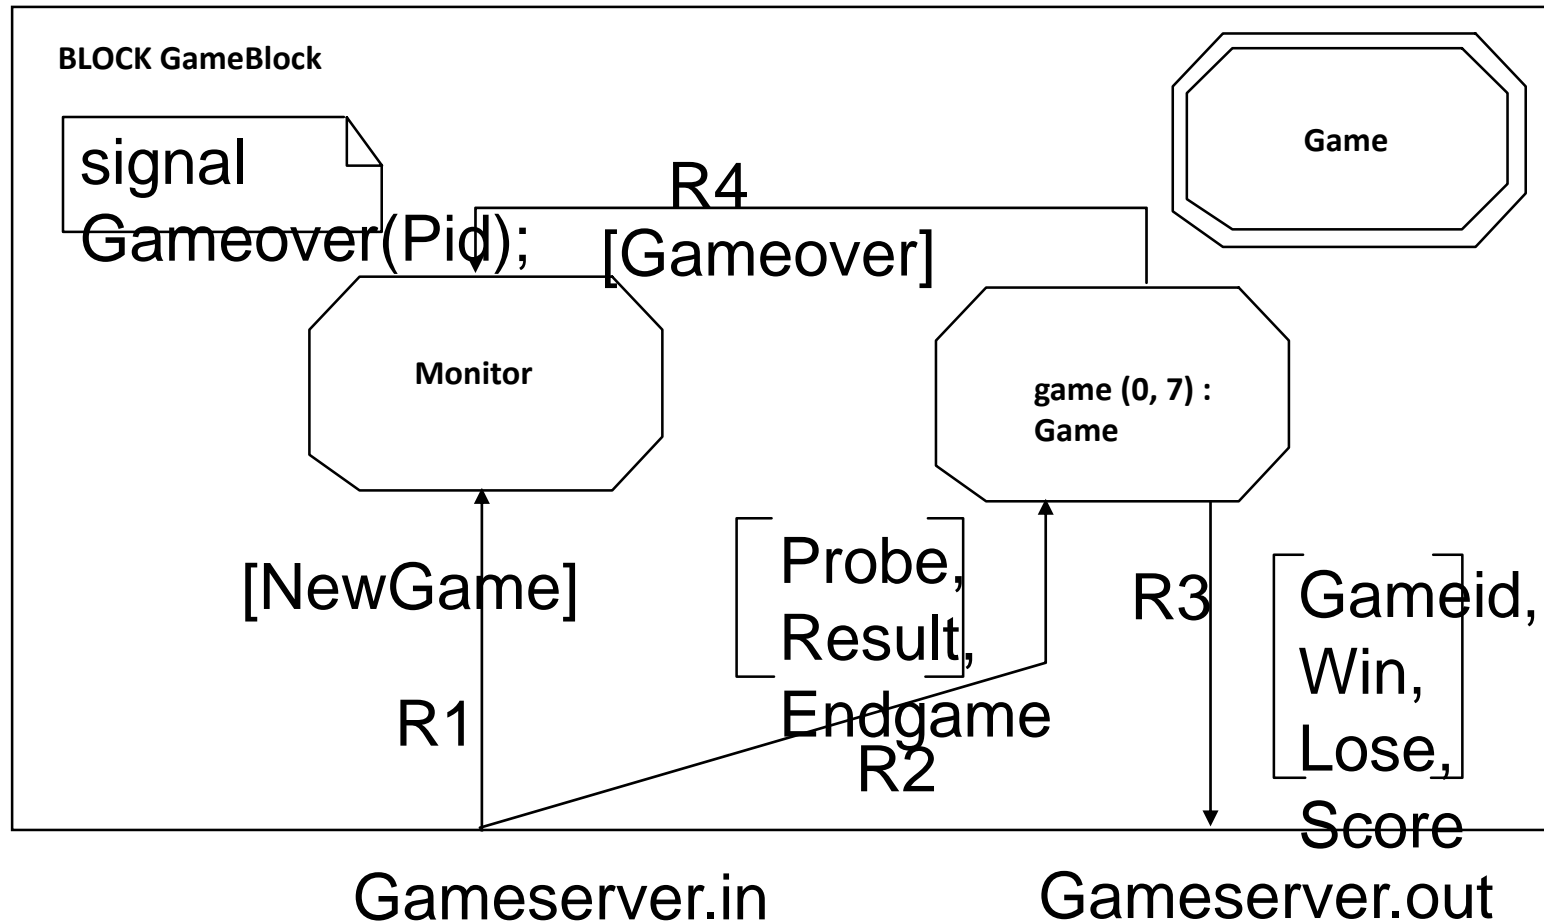 BLOCK GameBlock
signal
Gameover(Pid);
Game
R4
[Gameover]
Monitor
game (0, 7) :
Game
[NewGame]
R1
Probe,
Result,
Endgame
R2
R3
Gameid,
Win,
Lose,
Score
Gameserver.in
Gameserver.out